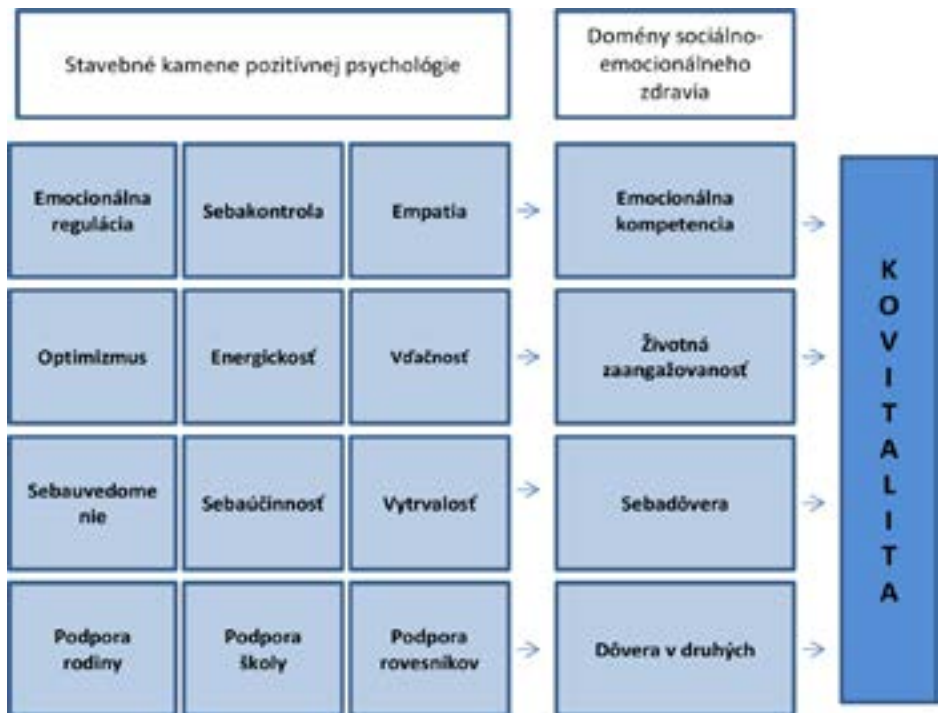 Stavebné kamene pozitívnej psychológie
Domény sociálno-
emocionálneho
zdravia
Emocionálna
regulácia
Sebakontrola
Empatia
Emocionálna
kompetencia
Optimizmus
Energickosť
Vďačnosť
Životná
zaangažovanosť
Sebauvedome
nie
Sebaúčinnosť
Vytrvalosť
Sebadôvera
Podpora
rodiny
Podpora
školy
Podpora
rovesníkov
Dôvera v druhých
K
O
V
I
T
A
L
I
T
A